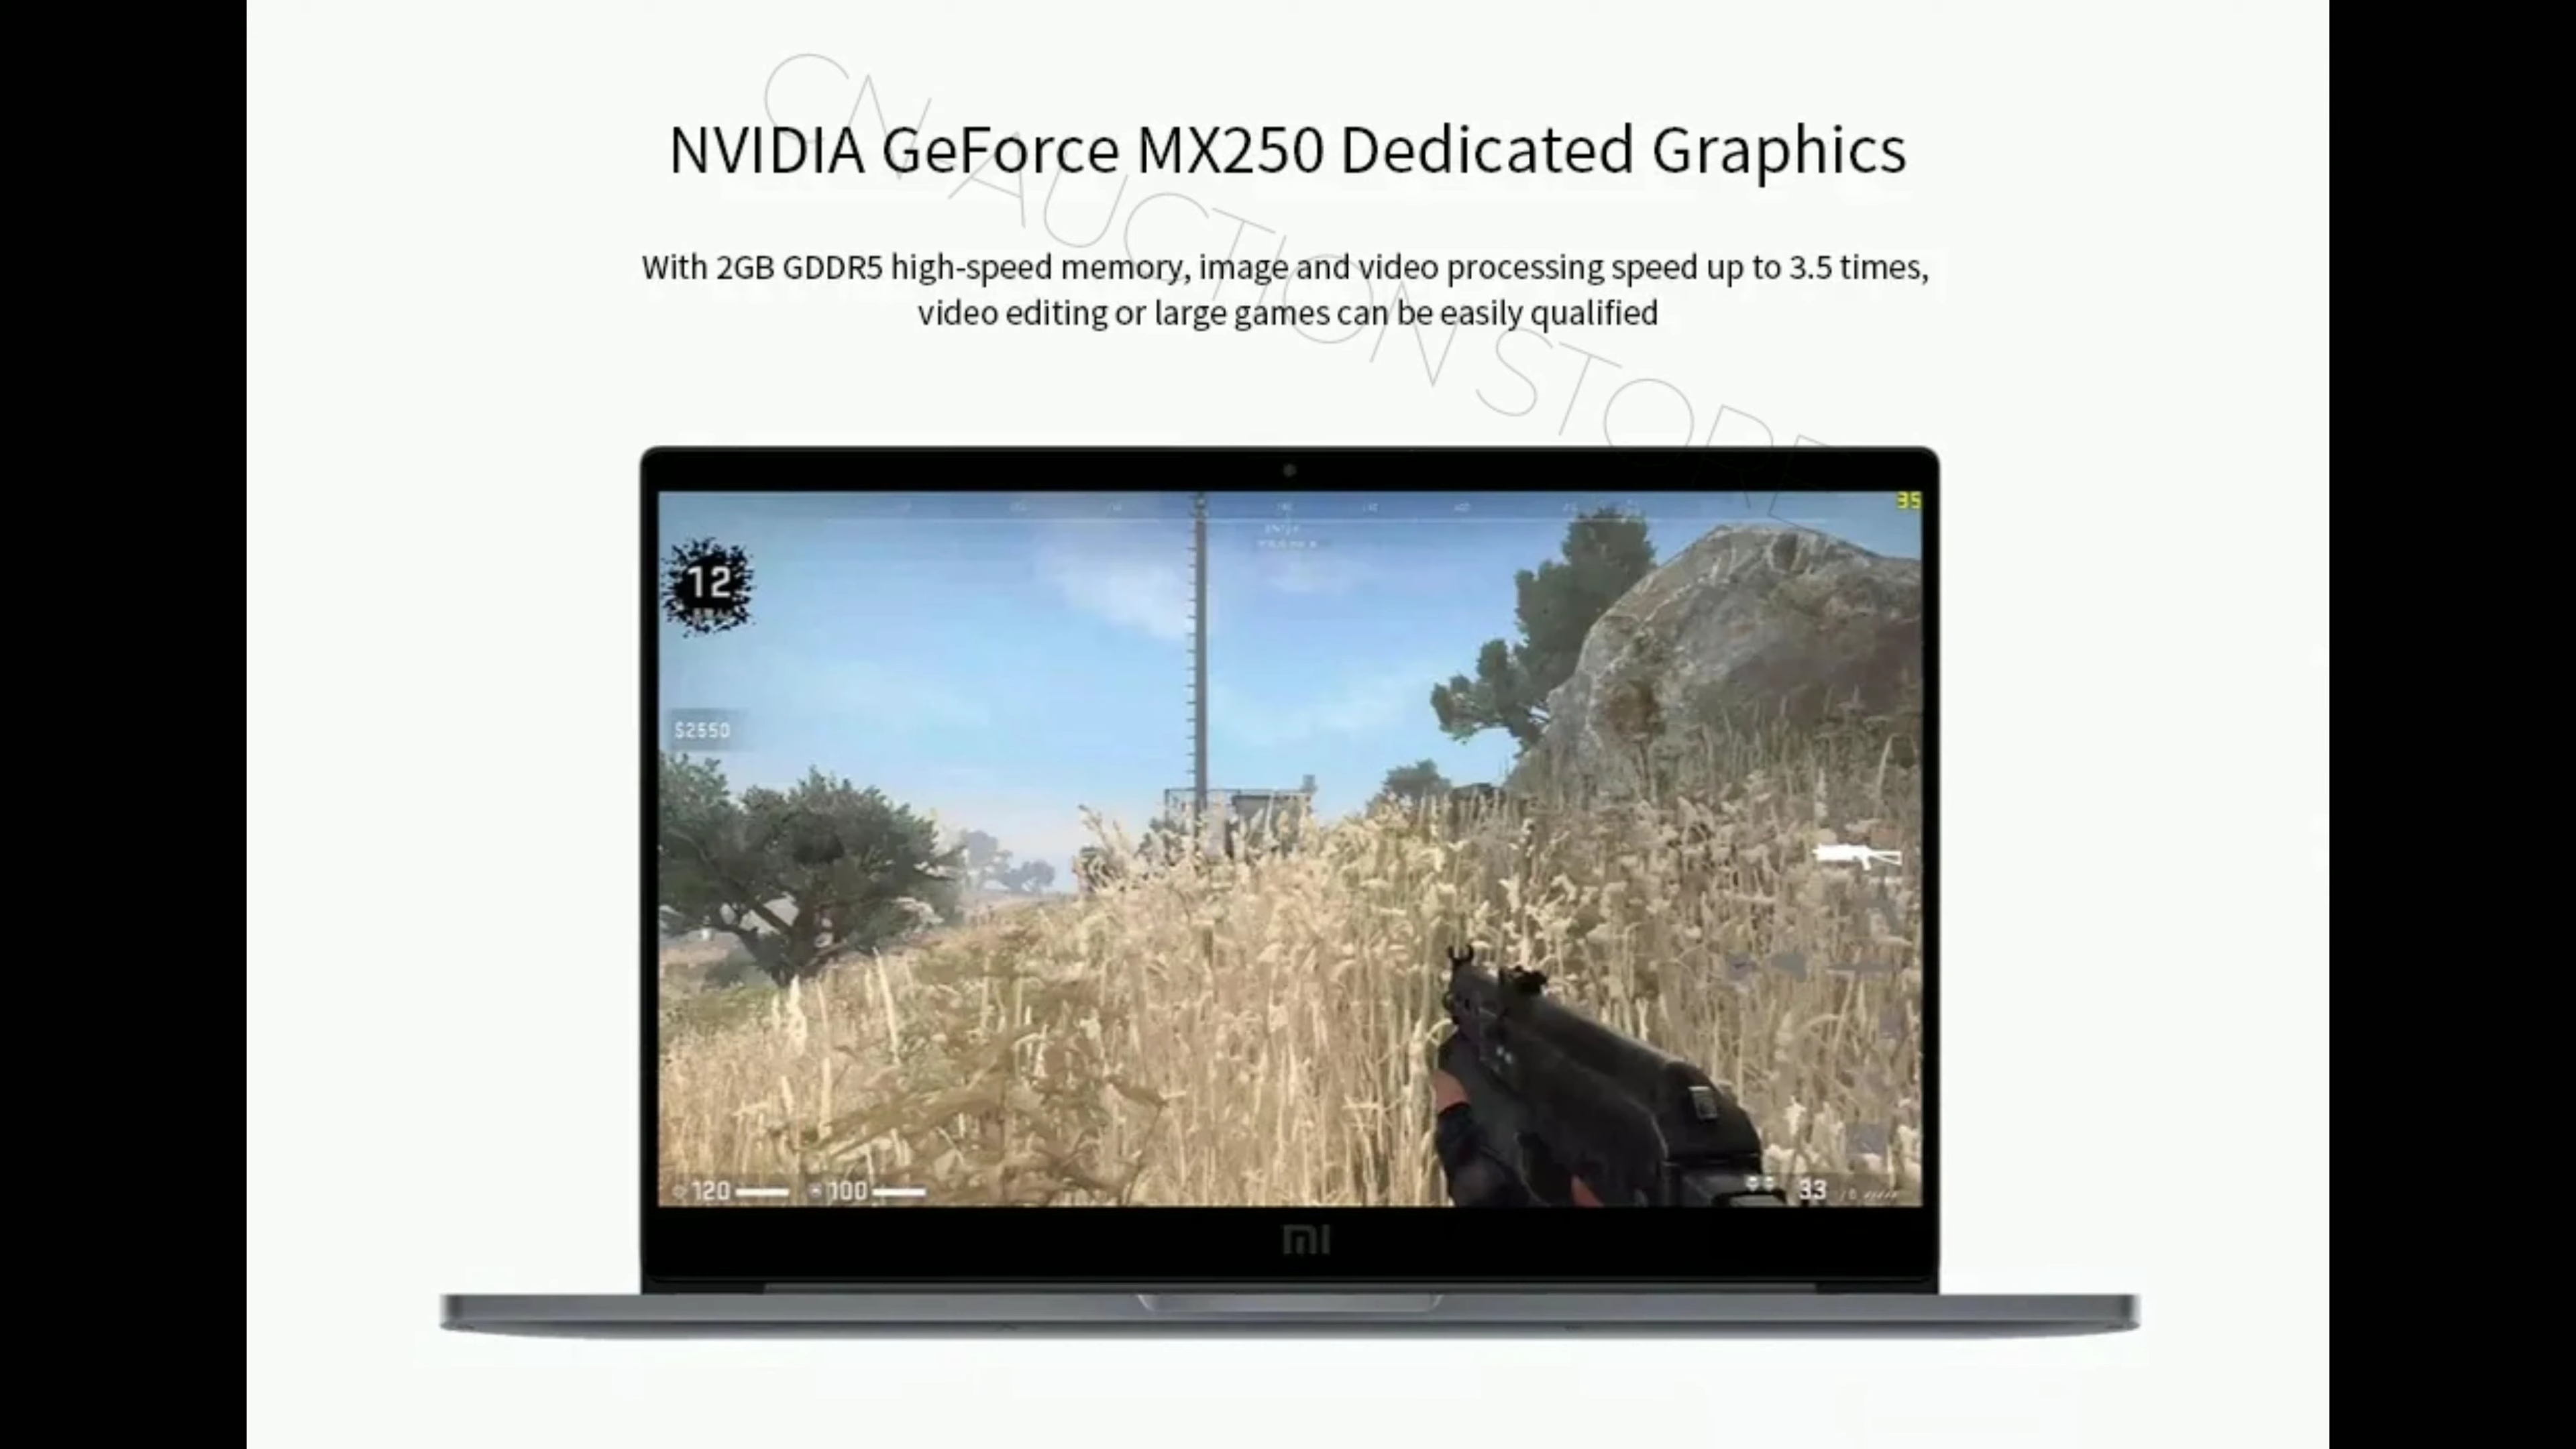 NVIDIA GeForce MX250 Dedicated Graphics
With 2GB GDDR5 high-speed memory, image and video processing speed up to 3.5 times,
video editing or large games can be easily qualified
CN AUCTION STORE
35
12
$2550
120
100
33
mi